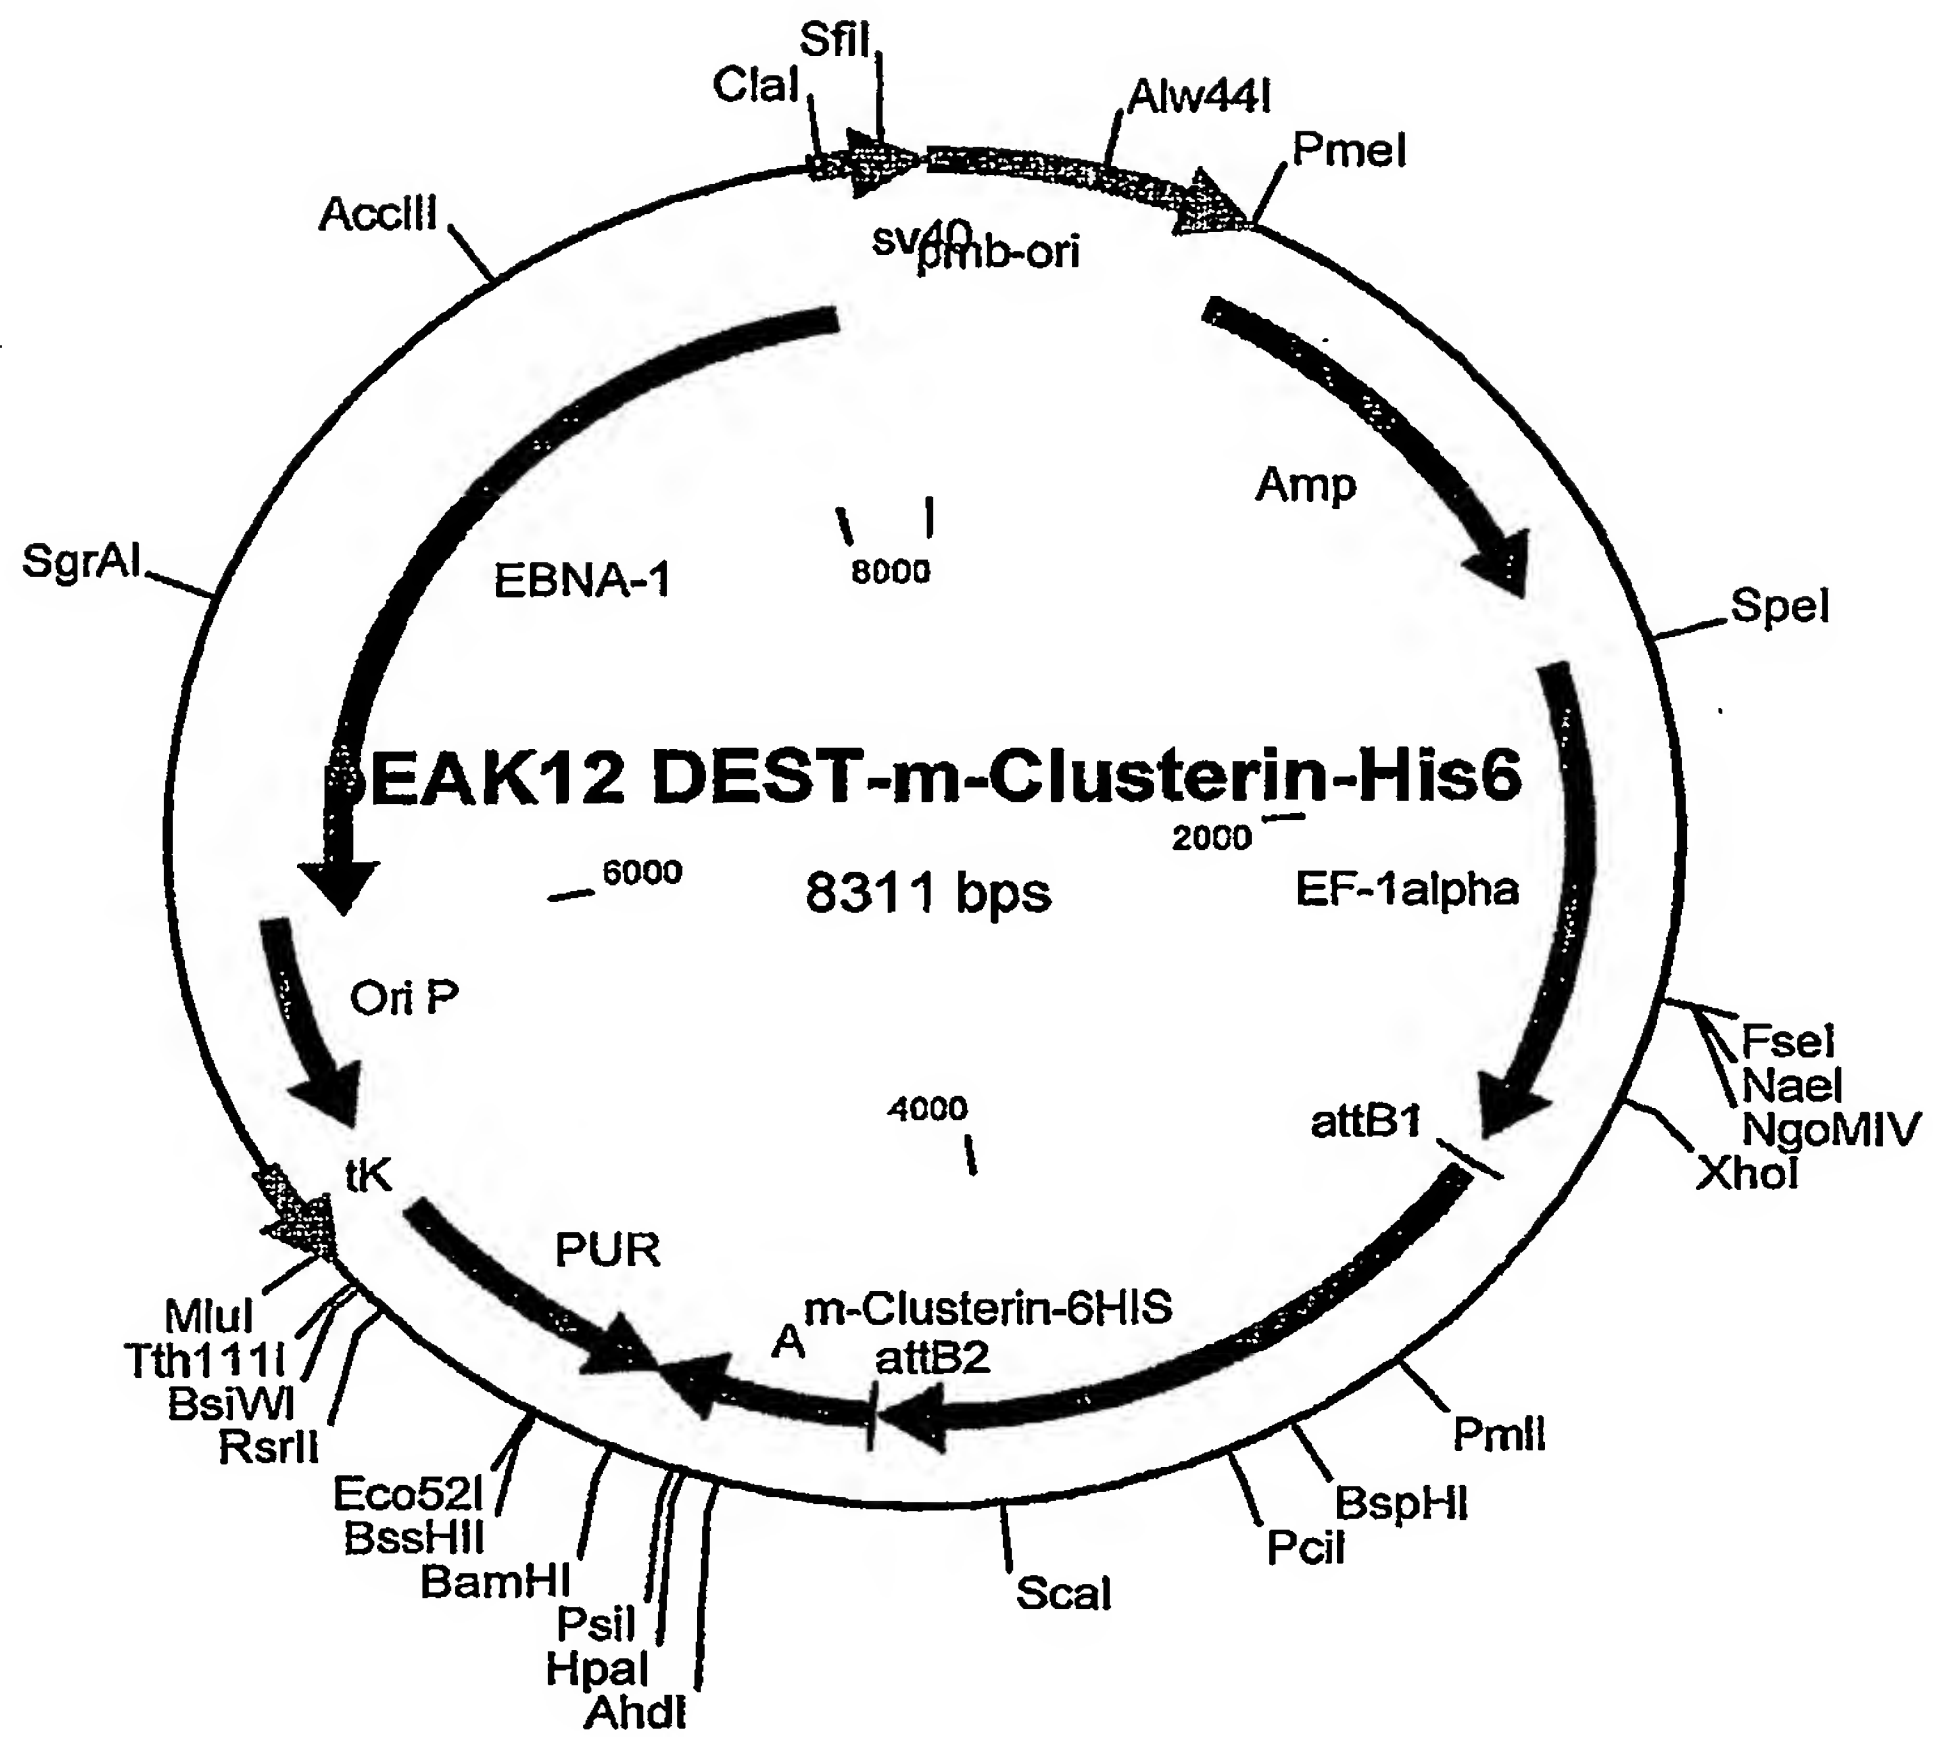 SfiI
ClaI
Alw44I
PmeI
AccIII
sv40
pmb-ori
Amp
8000
SgrAI
EBNA-1
SpeI
pEAK12 DEST-m-Clusterin-His6
2000
6000
8311 bps
EF-1alpha
Ori P
FseI
NaeI
NgoMIV
XhoI
4000
attB1
tK
PUR
m-Clusterin-6HIS
A
attB2
MluI
Tth111I
BsiWI
RsrII
PmlI
Eco52I
BspHI
BssHII
PciI
BamHI
ScaI
PsiI
HpaI
AhdI